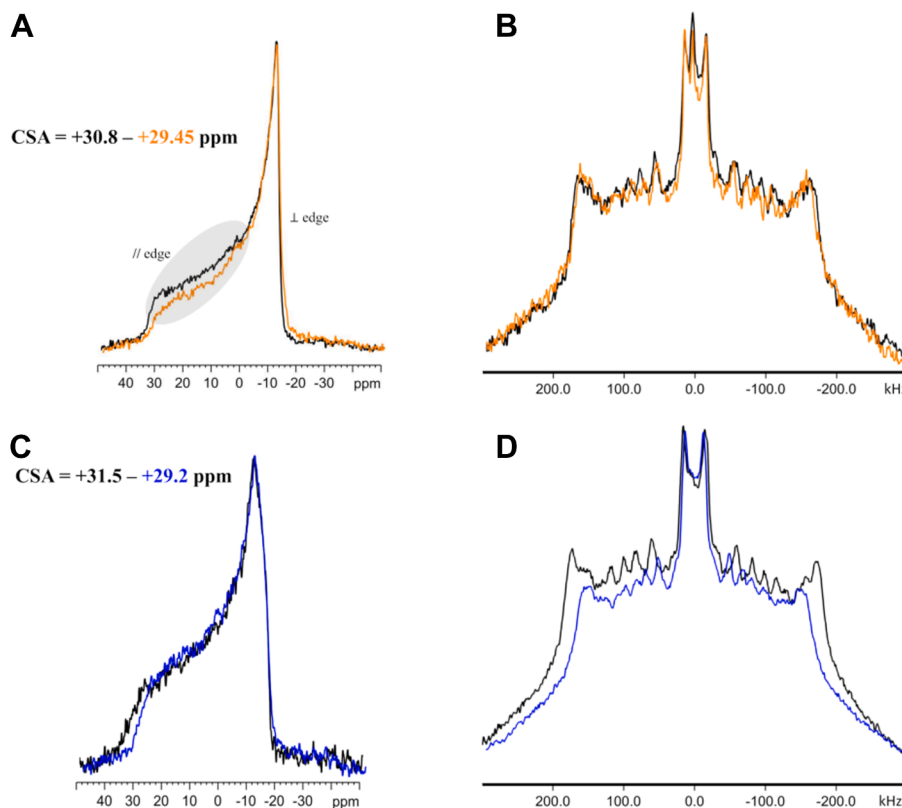 A
B
CSA = +30.8 – +29.45 ppm
// edge
⊥ edge
40 30 20 10 0 -10 -20 -30 ppm
200.0 100.0 0.0 -100.0 -200.0 kHz
C
D
CSA = +31.5 – +29.2 ppm
40 30 20 10 0 -10 -20 -30 ppm
200.0 100.0 0.0 -100.0 -200.0 kHz